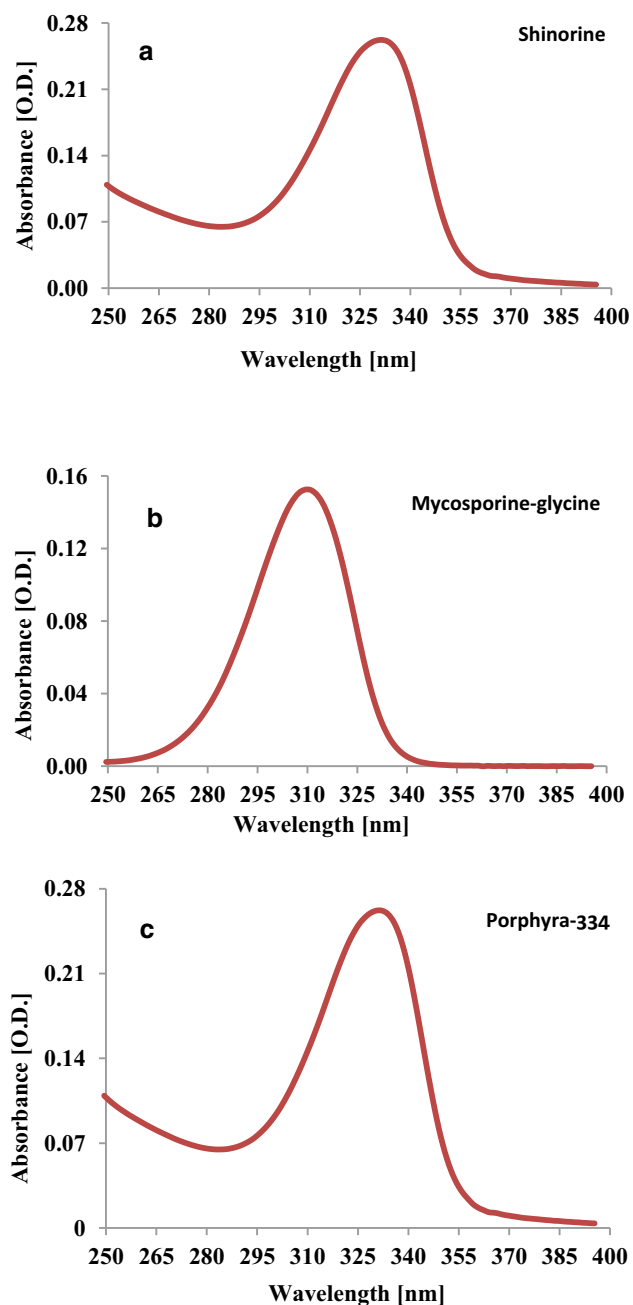 a
Shinorine
Absorbance [O.D.]
0.28
0.21
0.14
0.07
0.00
250 265 280 295 310 325 340 355 370 385 400
Wavelength [nm]
b
Mycosporine-glycine
Absorbance [O.D.]
0.16
0.12
0.08
0.04
0.00
250 265 280 295 310 325 340 355 370 385 400
Wavelength [nm]
c
Porphyra-334
Absorbance [O.D.]
0.28
0.21
0.14
0.07
0
250 265 280 295 310 325 340 355 370 385 400
Wavelength [nm]